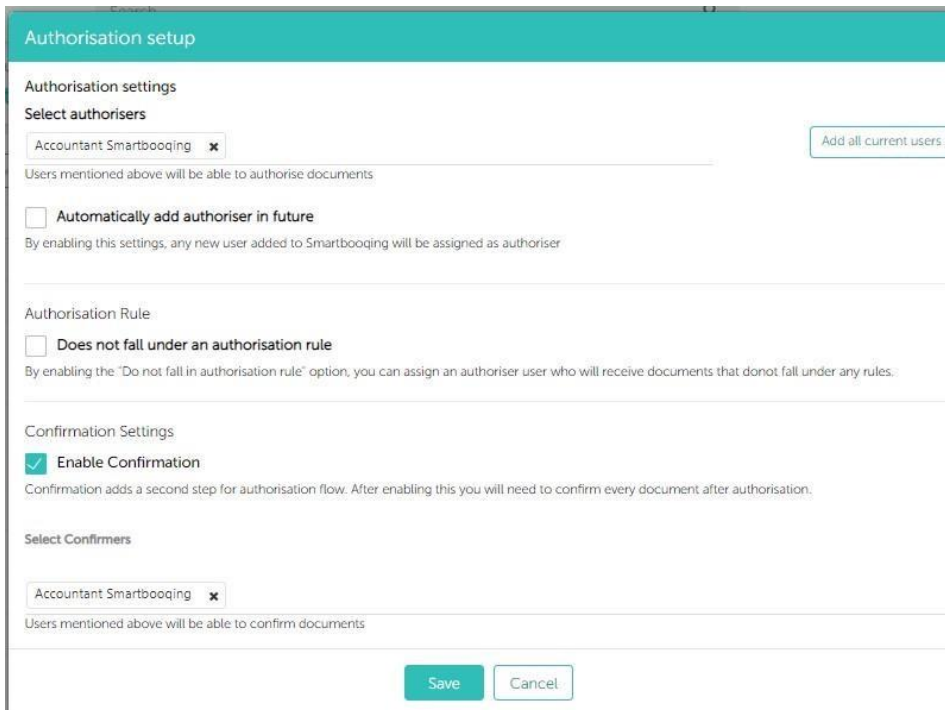 Search
Authorisation setup
Authorisation settings
Select authorisers
Accountant Smartbooqing ×
Add all current users
Users mentioned above will be able to authorise documents
Automatically add authoriser in future
By enabling this settings, any new user added to Smartbooqing will be assigned as authoriser
Authorisation Rule
Does not fall under an authorisation rule
By enabling the "Do not fall in authorisation rule" option, you can assign an authoriser user who will receive documents that donot fall under any rules.
Confirmation Settings
Enable Confirmation
Confirmation adds a second step for authorisation flow. After enabling this you will need to confirm every document after authorisation.
Select Confirmers
Accountant Smartbooqing ×
Users mentioned above will be able to confirm documents
Save Cancel